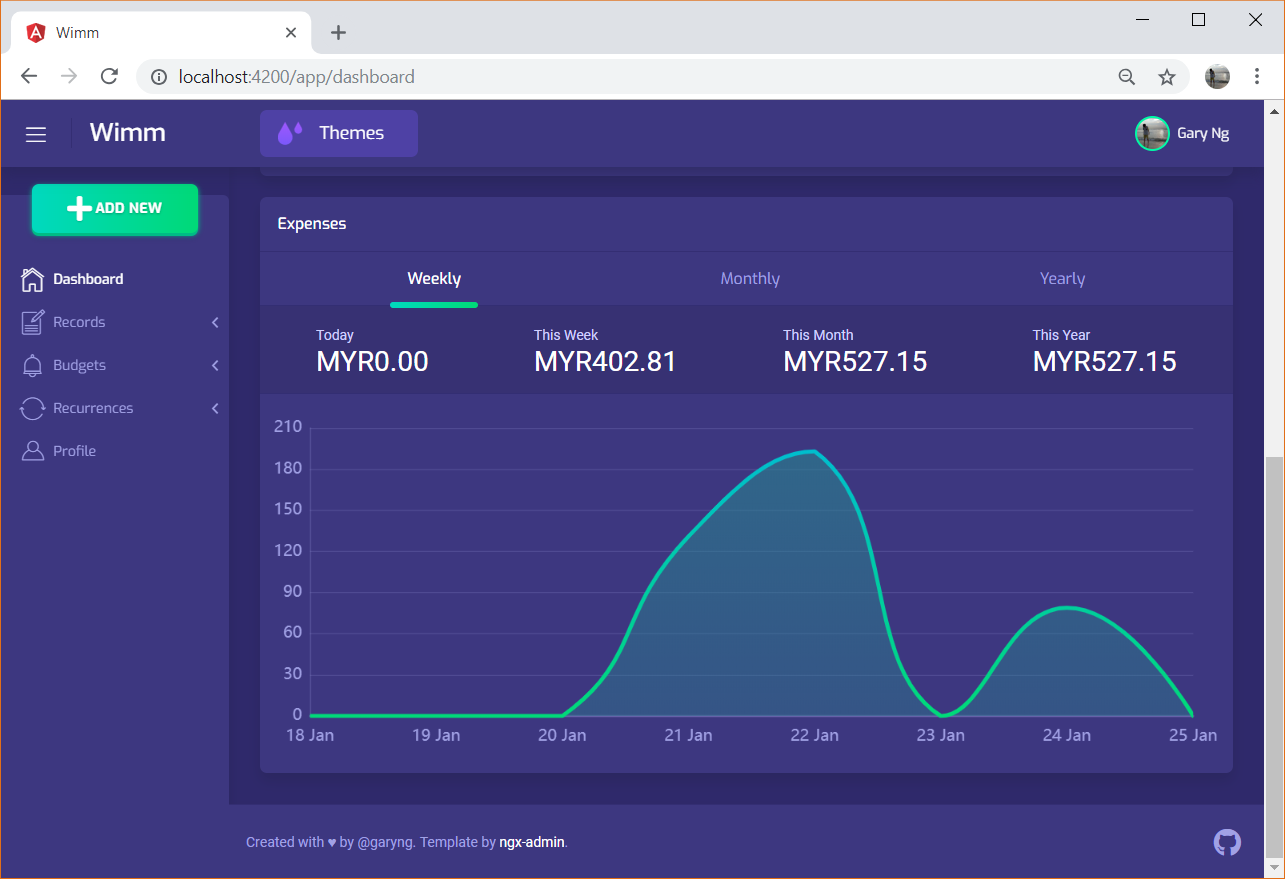 Wimm
localhost:4200/app/dashboard
Wimm
Themes
Gary Ng
ADD NEW
Dashboard
Records
Budgets
Recurrences
Profile
Expenses
Weekly Monthly Yearly
Today This Week This Month This Year
MYR0.00 MYR402.81 MYR527.15 MYR527.15
210
180
150
120
90
60
30
0
18 Jan 19 Jan 20 Jan 21 Jan 22 Jan 23 Jan 24 Jan 25 Jan
Created with ♥ by @garyng. Template by ngx-admin.